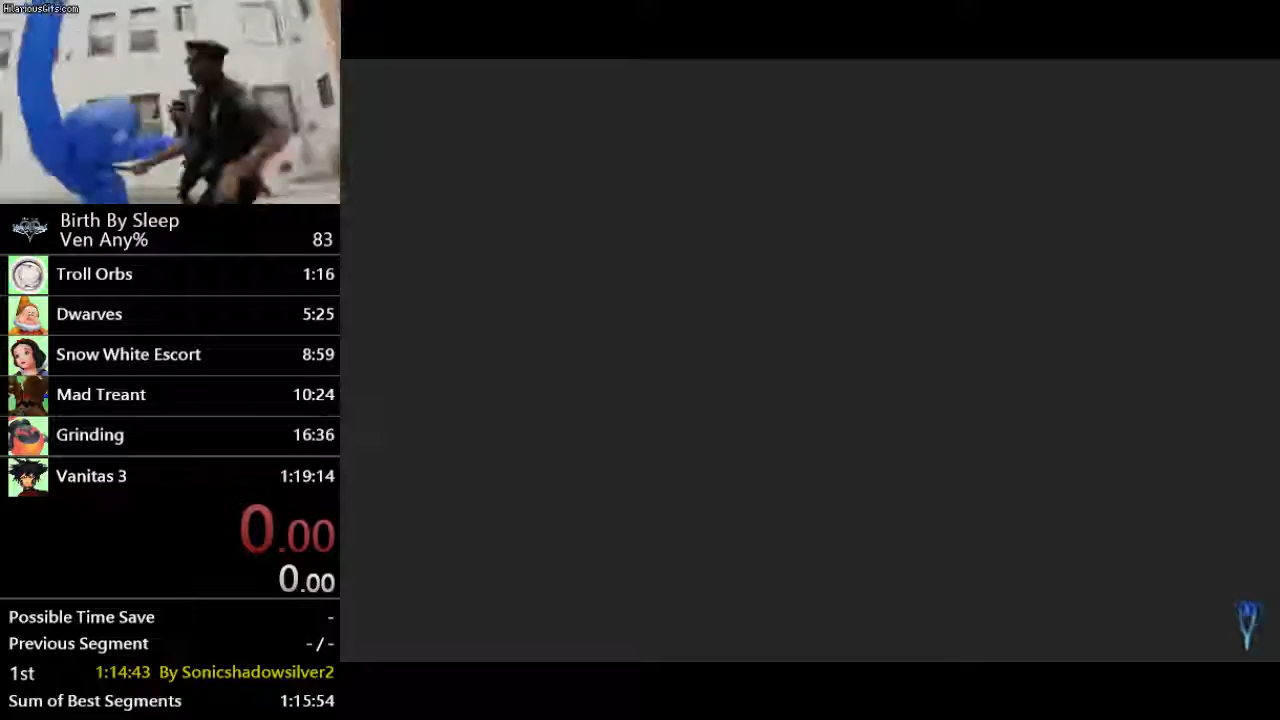 HilariousGifs.com
Birth By Sleep
Ven Any% 83
Troll Orbs 1:16
Dwarves 5:25
Snow White Escort 8:59
Mad Treant 10:24
Grinding 16:36
Vanitas 3 1:19:14
0.00
0.00
Possible Time Save -
Previous Segment - / -
1st 1:14:43 By Sonicshadowsilver2
Sum of Best Segments 1:15:54